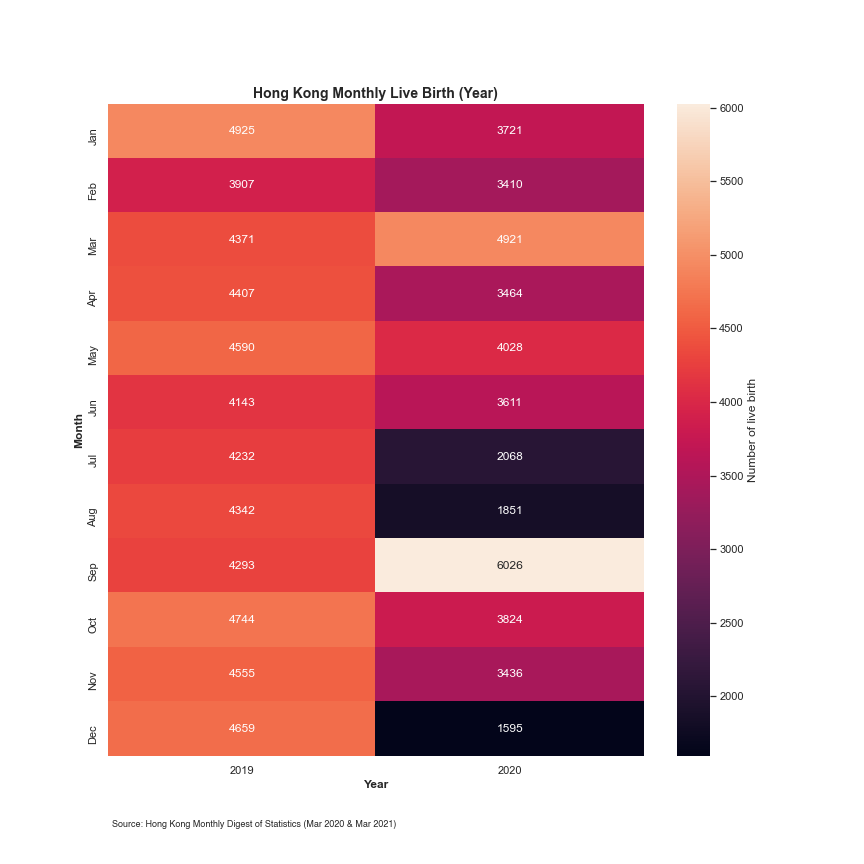 Hong Kong Monthly Live Birth (Year)
Jan 4925 3721
Feb 3907 3410
Mar 4371 4921
Apr 4407 3464
May 4590 4028
Jun 4143 3611
Jul 4232 2068
Aug 4342 1851
Sep 4293 6026
Oct 4744 3824
Nov 4555 3436
Dec 4659 1595
Month
2019 2020
Year
6000
5500
5000
4500
4000
3500
3000
2500
2000
Number of live birth
Source: Hong Kong Monthly Digest of Statistics (Mar 2020 & Mar 2021)